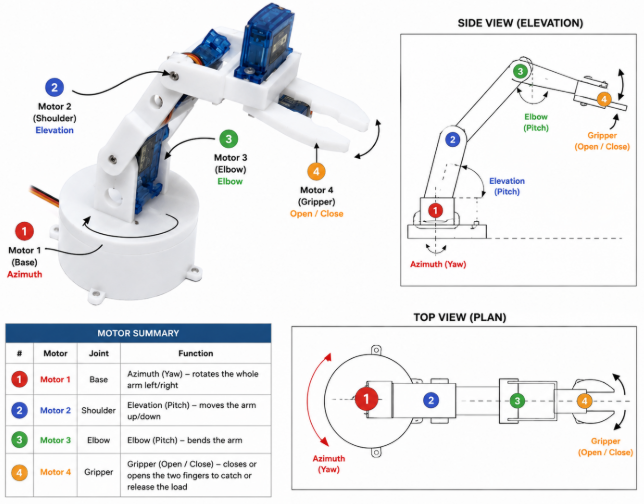 2
Motor 2
(Shoulder)
Elevation
3
Motor 3
(Elbow)
Elbow
4
Motor 4
(Gripper)
Open / Close
1
Motor 1
(Base)
Azimuth
SIDE VIEW (ELEVATION)
3
4
Elbow
(Pitch)
Gripper
(Open / Close)
2
Elevation
(Pitch)
1
Azimuth (Yaw)
MOTOR SUMMARY
# Motor Joint Function
1 Motor 1 Base Azimuth (Yaw) – rotates the whole
arm left/right
2 Motor 2 Shoulder Elevation (Pitch) – moves the arm
up/down
3 Motor 3 Elbow Elbow (Pitch) – bends the arm
4 Motor 4 Gripper Gripper (Open / Close) – closes or
opens the two fingers to catch or
release the load
TOP VIEW (PLAN)
1 2 3 4
Azimuth
(Yaw)
Gripper
(Open / Close)